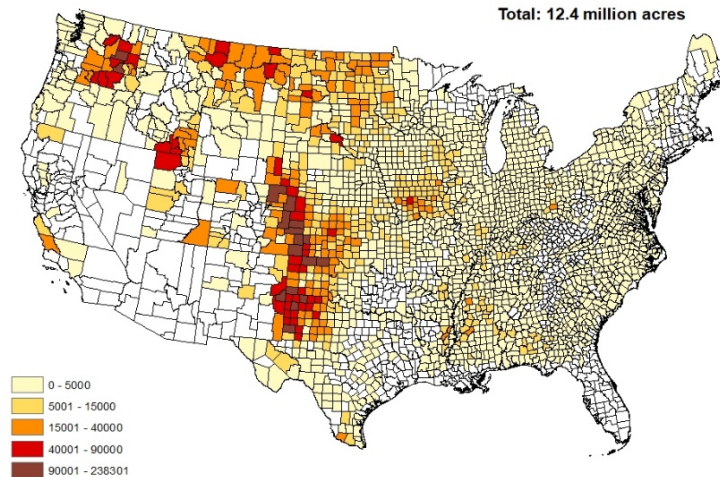 Total: 12.4 million acres
0 - 5000
5001 - 15000
15001 - 40000
40001 - 90000
90001 - 238301